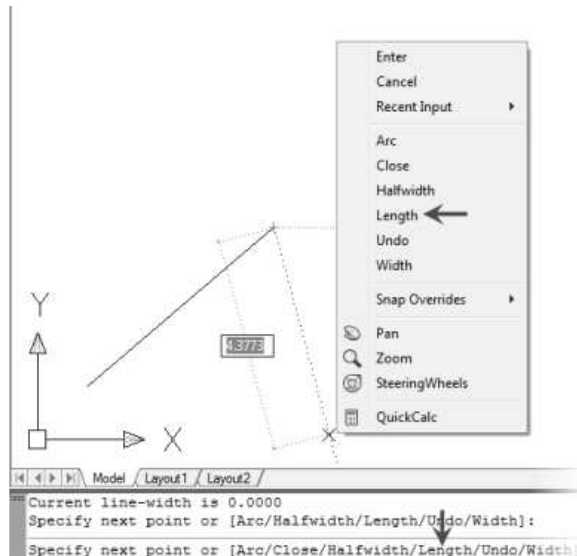 Enter
Cancel
Recent Input
Arc
Close
Halfwidth
Length
Undo
Width
Snap Overrides
Pan
Zoom
SteeringWheels
QuickCalc
Y
4.3773
X
Model / Layout1 / Layout2 /
Current line-width is 0.0000
Specify next point or [Arc/Halfwidth/Length/Undo/Width]:
Specify next point or [Arc/Close/Halfwidth/Length/Undo/Width